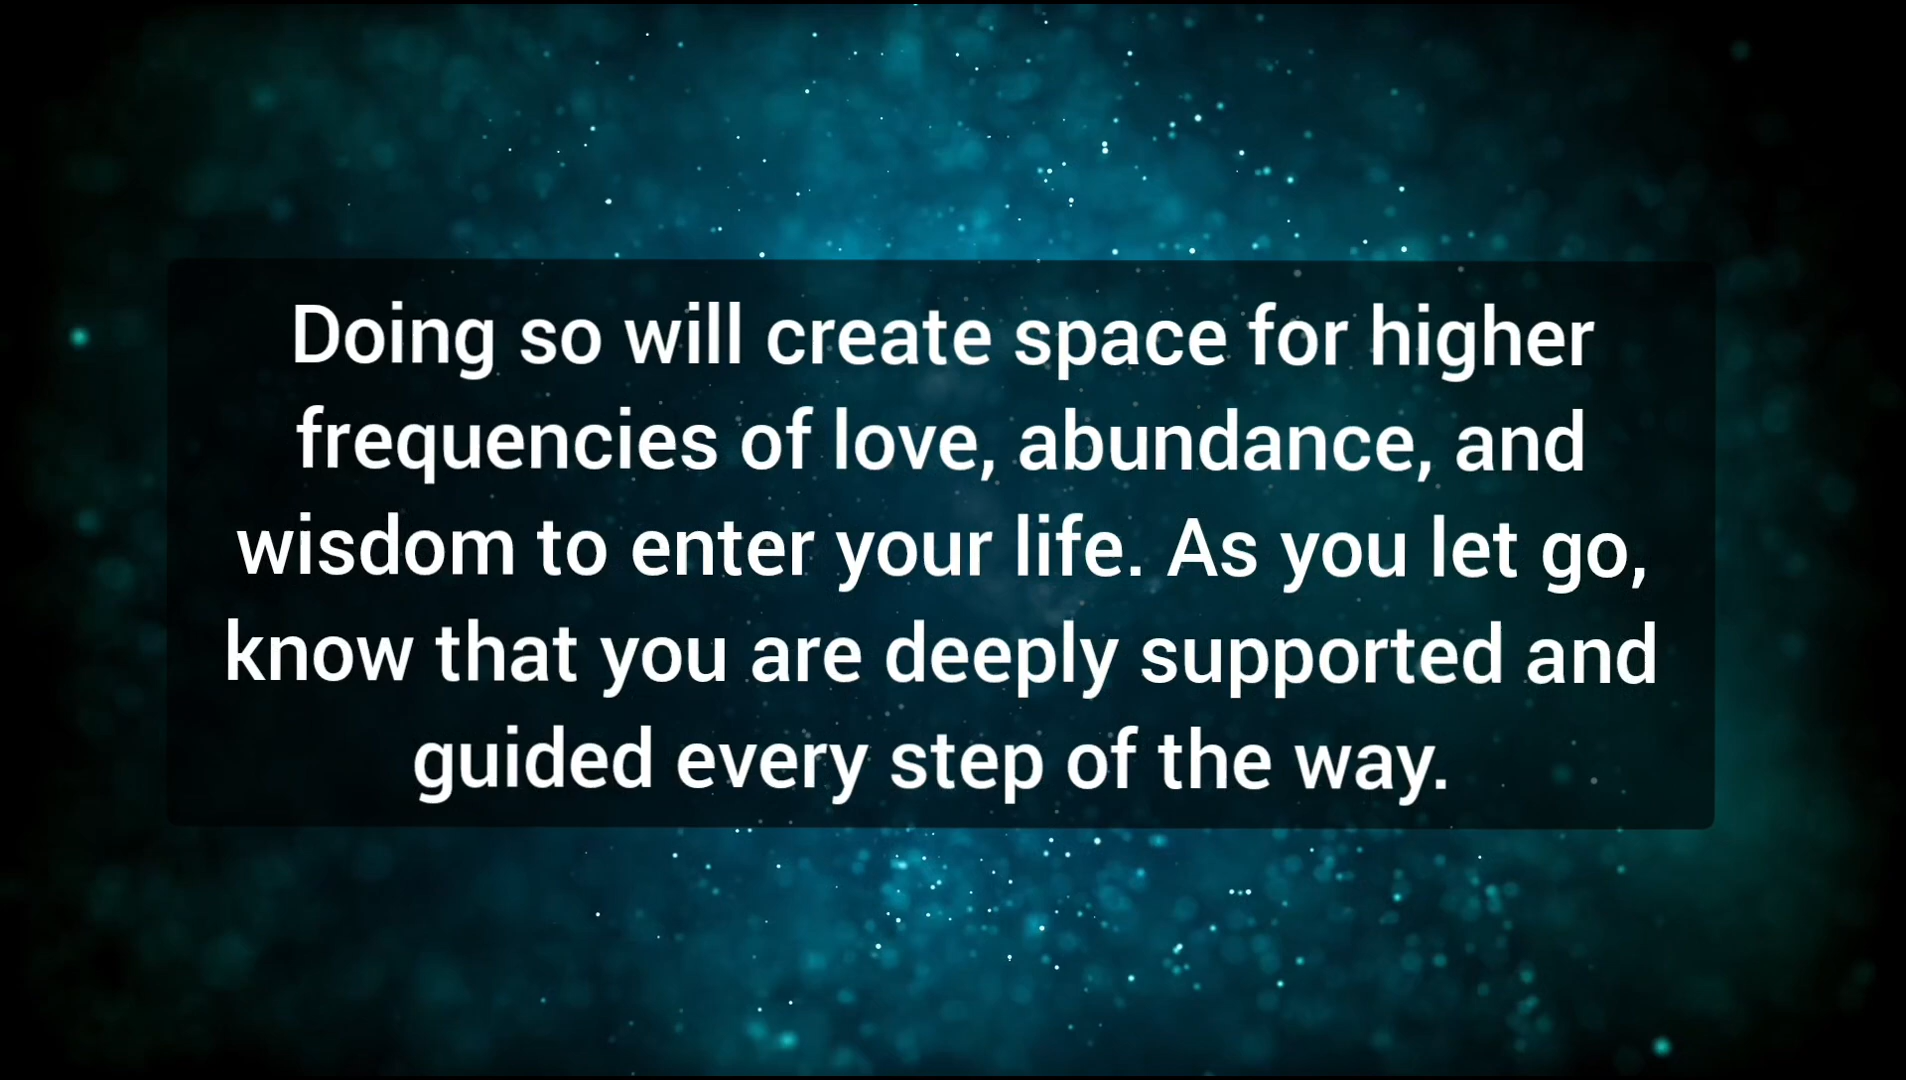 Doing so will create space for higher
frequencies of love, abundance, and
wisdom to enter your life. As you let go,
know that you are deeply supported and
guided every step of the way.